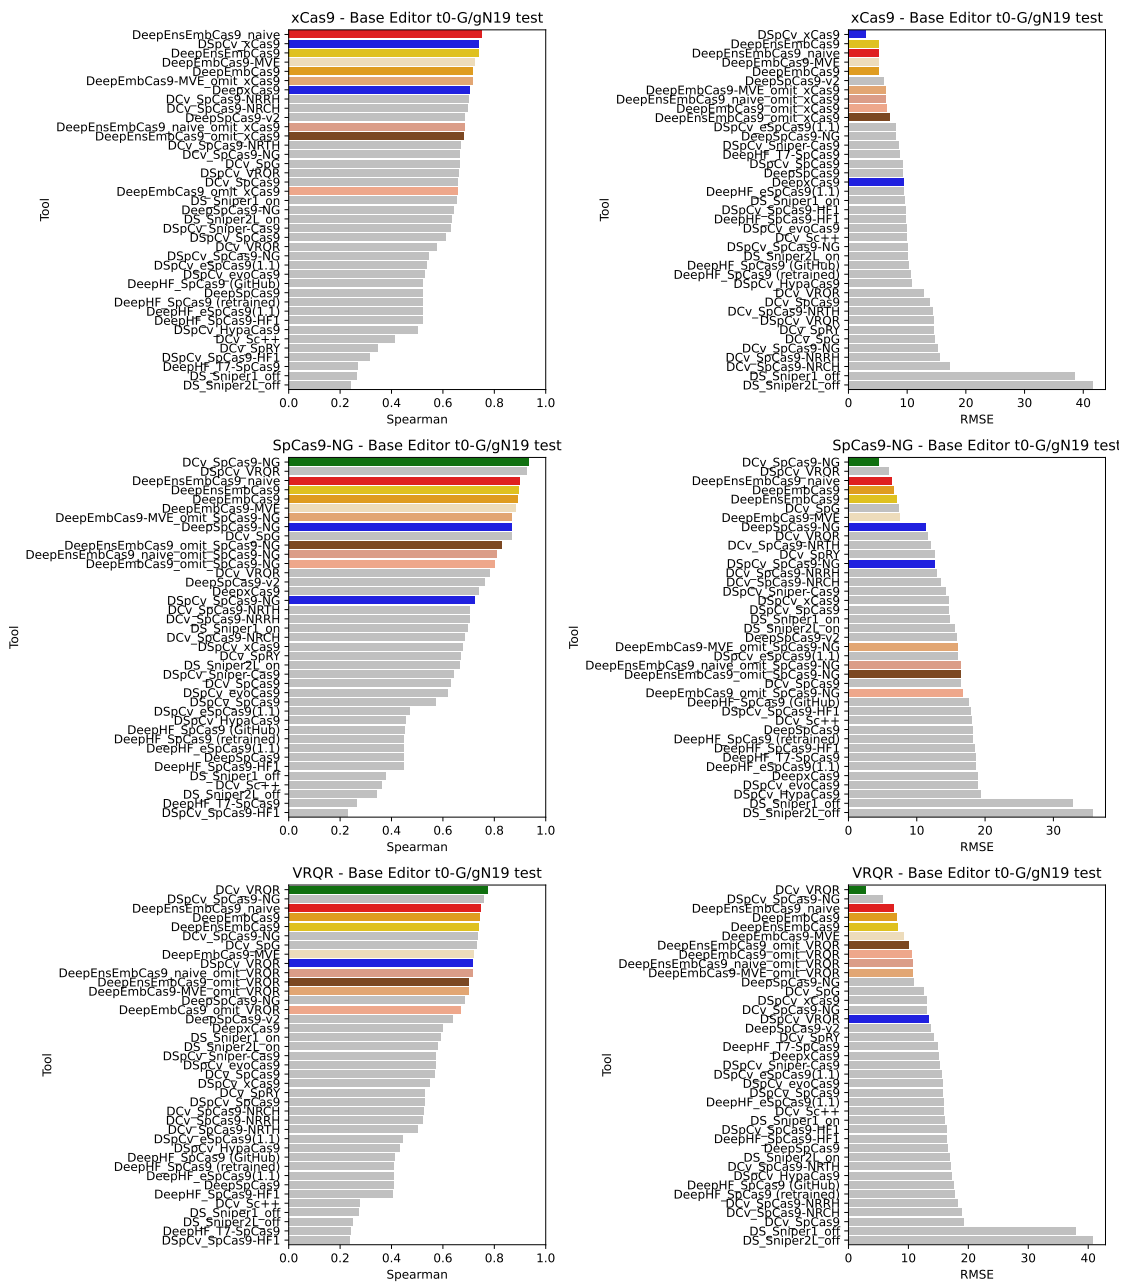 xCas9 - Base Editor t0-G/gN19 test
DeepEnsEmbCas9_naive
DSpCv_xCas9
DeepEnsEmbCas9
DeepEmbCas9-MVE
DeepEmbCas9
DeepEmbCas9-MVE_omit_xCas9
DeepxCas9
DCv_SpCas9-NRRH
DCv_SpCas9-NRCH
DeepSpCas9-v2
DeepEnsEmbCas9_naive_omit_xCas9
DeepEnsEmbCas9_omit_xCas9
DCv_SpCas9-NRTH
DCv_SpCas9-NG
DCv_SpG
DSpCv_VRQR
DCv_SpCas9
DeepEmbCas9_omit_xCas9
DS_Sniper1_on
DeepSpCas9-NG
DS_Sniper2L_on
DSpCv_Sniper-Cas9
DSpCv_SpCas9
DCv_VRQR
DSpCv_SpCas9-NG
DSpCv_eSpCas9(1.1)
DSpCv_evoCas9
DeepHF_SpCas9 (GitHub)
DeepSpCas9
DeepHF_SpCas9 (retrained)
DeepHF_eSpCas9(1.1)
DeepHF_SpCas9-HF1
DSpCv_HypaCas9
DCv_Sc++
DCv_SpRY
DSpCv_SpCas9-HF1
DeepHF_T7-SpCas9
DS_Sniper1_off
DS_Sniper2L_off
Tool
0.0 0.2 0.4 0.6 0.8 1.0
Spearman
xCas9 - Base Editor t0-G/gN19 test
DSpCv_xCas9
DeepEnsEmbCas9
DeepEnsEmbCas9_naive
DeepEmbCas9-MVE
DeepEmbCas9
DeepSpCas9-v2
DeepEmbCas9-MVE_omit_xCas9
DeepEnsEmbCas9_naive_omit_xCas9
DeepEmbCas9_omit_xCas9
DeepEnsEmbCas9_omit_xCas9
DSpCv_eSpCas9(1.1)
DeepSpCas9-NG
DSpCv_Sniper-Cas9
DeepHF_T7-SpCas9
DSpCv_SpCas9
DeepSpCas9
DeepxCas9
DeepHF_eSpCas9(1.1)
DS_Sniper1_on
DSpCv_SpCas9-HF1
DeepHF_SpCas9-HF1
DSpCv_evoCas9
DCv_Sc++
DSpCv_SpCas9-NG
DS_Sniper2L_on
DeepHF_SpCas9 (GitHub)
DeepHF_SpCas9 (retrained)
DSpCv_HypaCas9
DCv_VRQR
DCv_SpCas9
DCv_SpCas9-NRTH
DSpCv_VRQR
DCv_SpRY
DCv_SpG
DCv_SpCas9-NG
DCv_SpCas9-NRRH
DCv_SpCas9-NRCH
DS_Sniper1_off
DS_Sniper2L_off
Tool
0 10 20 30 40
RMSE
SpCas9-NG - Base Editor t0-G/gN19 test
DCv_SpCas9-NG
DSpCv_VRQR
DeepEnsEmbCas9_naive
DeepEnsEmbCas9
DeepEmbCas9
DeepEmbCas9-MVE
DeepEmbCas9-MVE_omit_SpCas9-NG
DeepSpCas9-NG
DCv_SpG
DeepEnsEmbCas9_omit_SpCas9-NG
DeepEnsEmbCas9_naive_omit_SpCas9-NG
DeepEmbCas9_omit_SpCas9-NG
DCv_VRQR
DeepSpCas9-v2
DeepxCas9
DSpCv_SpCas9-NG
DCv_SpCas9-NRTH
DCv_SpCas9-NRRH
DS_Sniper1_on
DCv_SpCas9-NRCH
DSpCv_xCas9
DCv_SpRY
DS_Sniper2L_on
DSpCv_Sniper-Cas9
DCv_SpCas9
DSpCv_evoCas9
DSpCv_SpCas9
DSpCv_eSpCas9(1.1)
DSpCv_HypaCas9
DeepHF_SpCas9 (GitHub)
DeepHF_SpCas9 (retrained)
DeepHF_eSpCas9(1.1)
DeepSpCas9
DeepHF_SpCas9-HF1
DS_Sniper1_off
DCv_Sc++
DS_Sniper2L_off
DeepHF_T7-SpCas9
DSpCv_SpCas9-HF1
Tool
0.0 0.2 0.4 0.6 0.8 1.0
Spearman
SpCas9-NG - Base Editor t0-G/gN19 test
DCv_SpCas9-NG
DSpCv_VRQR
DeepEnsEmbCas9_naive
DeepEmbCas9
DeepEnsEmbCas9
DCv_SpG
DeepEmbCas9-MVE
DeepSpCas9-NG
DCv_VRQR
DCv_SpCas9-NRTH
DCv_SpRY
DSpCv_SpCas9-NG
DCv_SpCas9-NRRH
DCv_SpCas9-NRCH
DSpCv_Sniper-Cas9
DSpCv_xCas9
DSpCv_SpCas9
DS_Sniper1_on
DS_Sniper2L_on
DeepSpCas9-v2
DeepEmbCas9-MVE_omit_SpCas9-NG
DSpCv_eSpCas9(1.1)
DeepEnsEmbCas9_naive_omit_SpCas9-NG
DeepEnsEmbCas9_omit_SpCas9-NG
DCv_SpCas9
DeepEmbCas9_omit_SpCas9-NG
DeepHF_SpCas9 (GitHub)
DSpCv_SpCas9-HF1
DCv_Sc++
DeepSpCas9
DeepHF_SpCas9 (retrained)
DeepHF_SpCas9-HF1
DeepHF_T7-SpCas9
DeepHF_eSpCas9(1.1)
DeepxCas9
DSpCv_evoCas9
DSpCv_HypaCas9
DS_Sniper1_off
DS_Sniper2L_off
Tool
0 10 20 30
RMSE
VRQR - Base Editor t0-G/gN19 test
DCv_VRQR
DSpCv_SpCas9-NG
DeepEnsEmbCas9_naive
DeepEmbCas9
DeepEnsEmbCas9
DCv_SpCas9-NG
DCv_SpG
DeepEmbCas9-MVE
DSpCv_VRQR
DeepEnsEmbCas9_naive_omit_VRQR
DeepEnsEmbCas9_omit_VRQR
DeepEmbCas9-MVE_omit_VRQR
DeepSpCas9-NG
DeepEmbCas9_omit_VRQR
DeepSpCas9-v2
DeepxCas9
DS_Sniper1_on
DS_Sniper2L_on
DSpCv_Sniper-Cas9
DSpCv_evoCas9
DCv_SpCas9
DSpCv_xCas9
DCv_SpRY
DSpCv_SpCas9
DCv_SpCas9-NRCH
DCv_SpCas9-NRRH
DCv_SpCas9-NRTH
DSpCv_eSpCas9(1.1)
DSpCv_HypaCas9
DeepHF_SpCas9 (GitHub)
DeepHF_SpCas9 (retrained)
DeepHF_eSpCas9(1.1)
DeepSpCas9
DeepHF_SpCas9-HF1
DCv_Sc++
DS_Sniper1_off
DS_Sniper2L_off
DeepHF_T7-SpCas9
DSpCv_SpCas9-HF1
Tool
0.0 0.2 0.4 0.6 0.8 1.0
Spearman
VRQR - Base Editor t0-G/gN19 test
DCv_VRQR
DSpCv_SpCas9-NG
DeepEnsEmbCas9_naive
DeepEmbCas9
DeepEnsEmbCas9
DeepEmbCas9-MVE
DeepEnsEmbCas9_omit_VRQR
DeepEmbCas9_omit_VRQR
DeepEnsEmbCas9_naive_omit_VRQR
DeepEmbCas9-MVE_omit_VRQR
DeepSpCas9-NG
DCv_SpG
DSpCv_xCas9
DCv_SpCas9-NG
DSpCv_VRQR
DeepSpCas9-v2
DCv_SpRY
DeepHF_T7-SpCas9
DeepxCas9
DSpCv_Sniper-Cas9
DSpCv_eSpCas9(1.1)
DSpCv_evoCas9
DSpCv_SpCas9
DeepHF_eSpCas9(1.1)
DCv_Sc++
DS_Sniper1_on
DSpCv_SpCas9-HF1
DeepHF_SpCas9-HF1
DeepSpCas9
DS_Sniper2L_on
DCv_SpCas9-NRTH
DSpCv_HypaCas9
DeepHF_SpCas9 (GitHub)
DeepHF_SpCas9 (retrained)
DCv_SpCas9-NRRH
DCv_SpCas9-NRCH
DCv_SpCas9
DS_Sniper1_off
DS_Sniper2L_off
Tool
0 10 20 30 40
RMSE